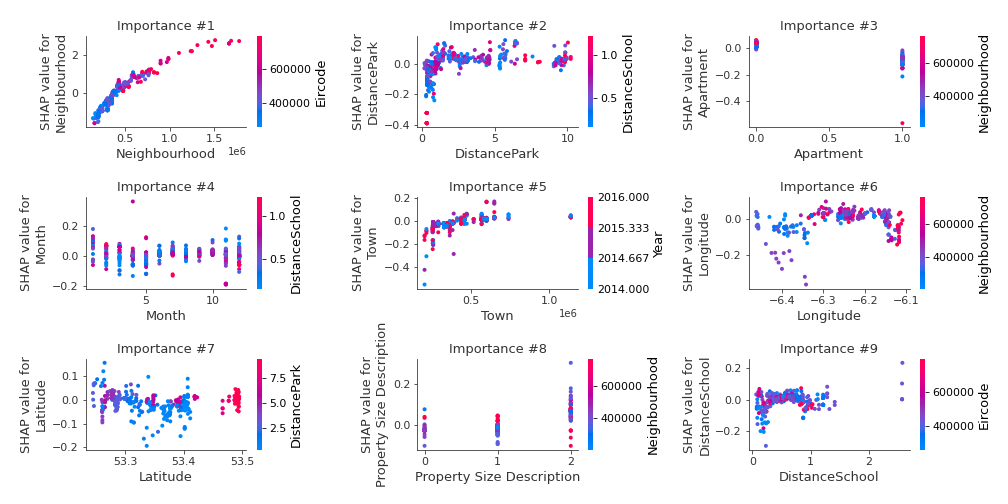 Importance #1
SHAP value for
Neighbourhood
2
0
0.5
1.0
1.5
1e6
Neighbourhood
600000
400000
Eircode
Importance #2
SHAP value for
DistancePark
0.0
−0.2
−0.4
0
5
10
DistancePark
1.0
0.5
DistanceSchool
Importance #3
SHAP value for
Apartment
0.0
−0.2
−0.4
0.0
0.5
1.0
Apartment
600000
400000
Neighbourhood
Importance #4
SHAP value for
Month
0.2
0.0
−0.2
5
10
Month
1.0
0.5
DistanceSchool
Importance #5
SHAP value for
Town
0.2
0.0
−0.2
−0.4
0.5
1.0
1e6
Town
2016.000
2015.333
2014.667
2014.000
Year
Importance #6
SHAP value for
Longitude
0.0
−0.2
−6.4
−6.3
−6.2
−6.1
Longitude
600000
400000
Neighbourhood
Importance #7
SHAP value for
Latitude
0.1
0.0
−0.1
−0.2
53.3
53.4
53.5
Latitude
7.5
5.0
2.5
DistancePark
Importance #8
SHAP value for
Property Size Description
0.2
0.0
0
1
2
Property Size Description
600000
400000
Neighbourhood
Importance #9
SHAP value for
DistanceSchool
0.2
0.0
−0.2
0
1
2
DistanceSchool
600000
400000
Eircode